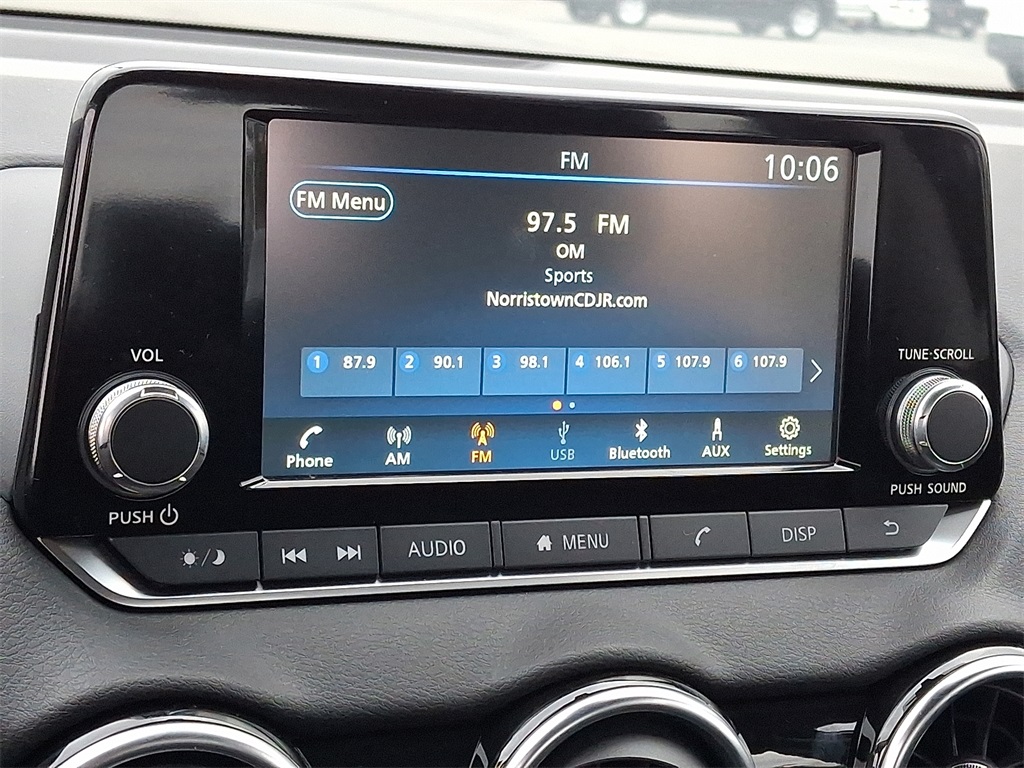 FM 10:06
FM Menu
97.5 FM
OM
Sports
NorristownCDJR.com
VOL
TUNE·SCROLL
1 87.9 2 90.1 3 98.1 4 106.1 5 107.9 6 107.9
Phone AM FM USB Bluetooth AUX Settings
PUSH
PUSH SOUND
AUDIO MENU DISP